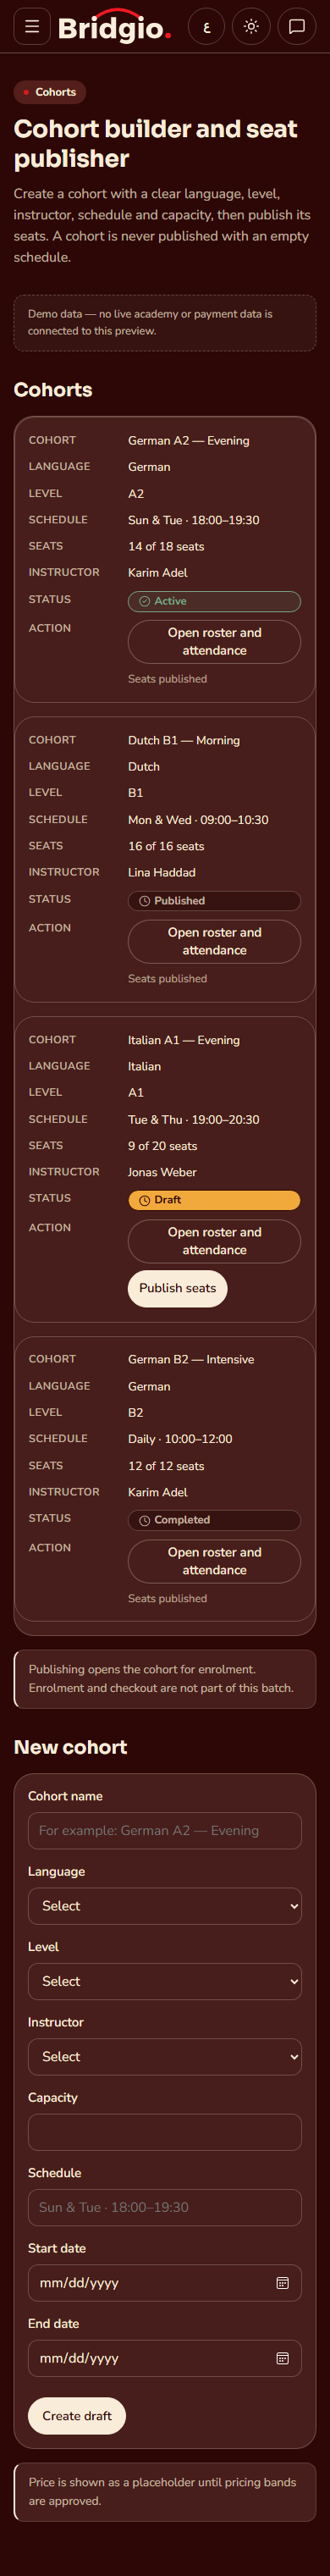 Bridgio.
ع
Cohorts
Cohort builder and seat
publisher
Create a cohort with a clear language, level,
instructor, schedule and capacity, then publish its
seats. A cohort is never published with an empty
schedule.
Demo data — no live academy or payment data is
connected to this preview.
Cohorts
COHORT German A2 — Evening
LANGUAGE German
LEVEL A2
SCHEDULE Sun & Tue · 18:00–19:30
SEATS 14 of 18 seats
INSTRUCTOR Karim Adel
STATUS Active
ACTION Open roster and
attendance
Seats published
COHORT Dutch B1 — Morning
LANGUAGE Dutch
LEVEL B1
SCHEDULE Mon & Wed · 09:00–10:30
SEATS 16 of 16 seats
INSTRUCTOR Lina Haddad
STATUS Published
ACTION Open roster and
attendance
Seats published
COHORT Italian A1 — Evening
LANGUAGE Italian
LEVEL A1
SCHEDULE Tue & Thu · 19:00–20:30
SEATS 9 of 20 seats
INSTRUCTOR Jonas Weber
STATUS Draft
ACTION Open roster and
attendance
Publish seats
COHORT German B2 — Intensive
LANGUAGE German
LEVEL B2
SCHEDULE Daily · 10:00–12:00
SEATS 12 of 12 seats
INSTRUCTOR Karim Adel
STATUS Completed
ACTION Open roster and
attendance
Seats published
Publishing opens the cohort for enrolment.
Enrolment and checkout are not part of this batch.
New cohort
Cohort name
For example: German A2 — Evening
Language
Select
Level
Select
Instructor
Select
Capacity
Schedule
Sun & Tue · 18:00–19:30
Start date
mm/dd/yyyy
End date
mm/dd/yyyy
Create draft
Price is shown as a placeholder until pricing bands
are approved.